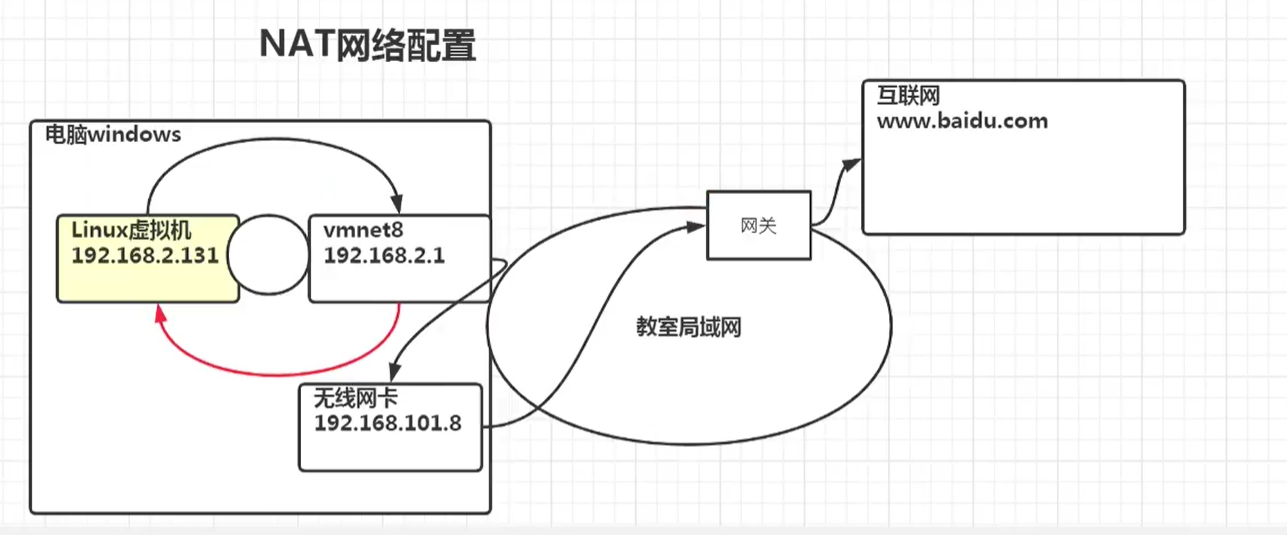 NAT网络配置
互联网
www.baidu.com
电脑windows
Linux虚拟机
192.168.2.131
vmnet8
192.168.2.1
网关
教室局域网
无线网卡
192.168.101.8